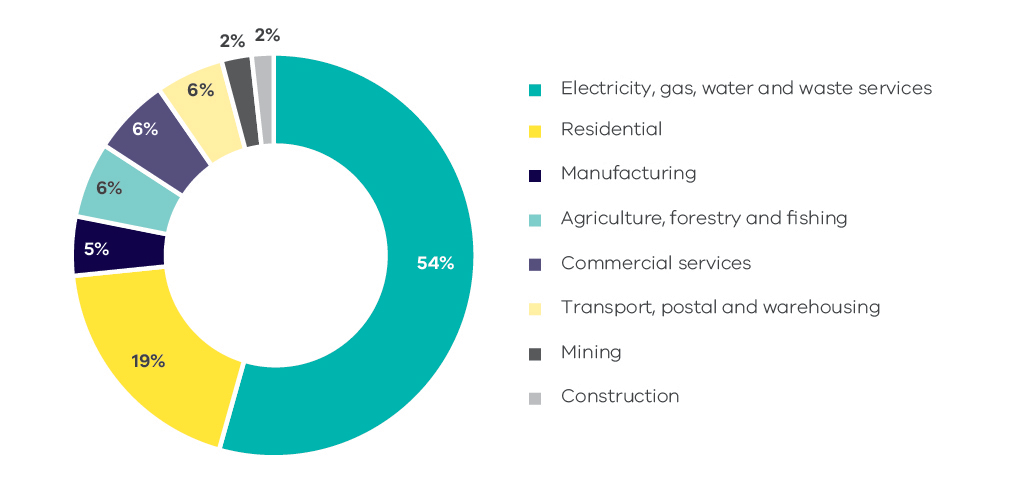 2%
2%
6%
6%
6%
5%
54%
19%
Electricity, gas, water and waste services
Residential
Manufacturing
Agriculture, forestry and fishing
Commercial services
Transport, postal and warehousing
Mining
Construction